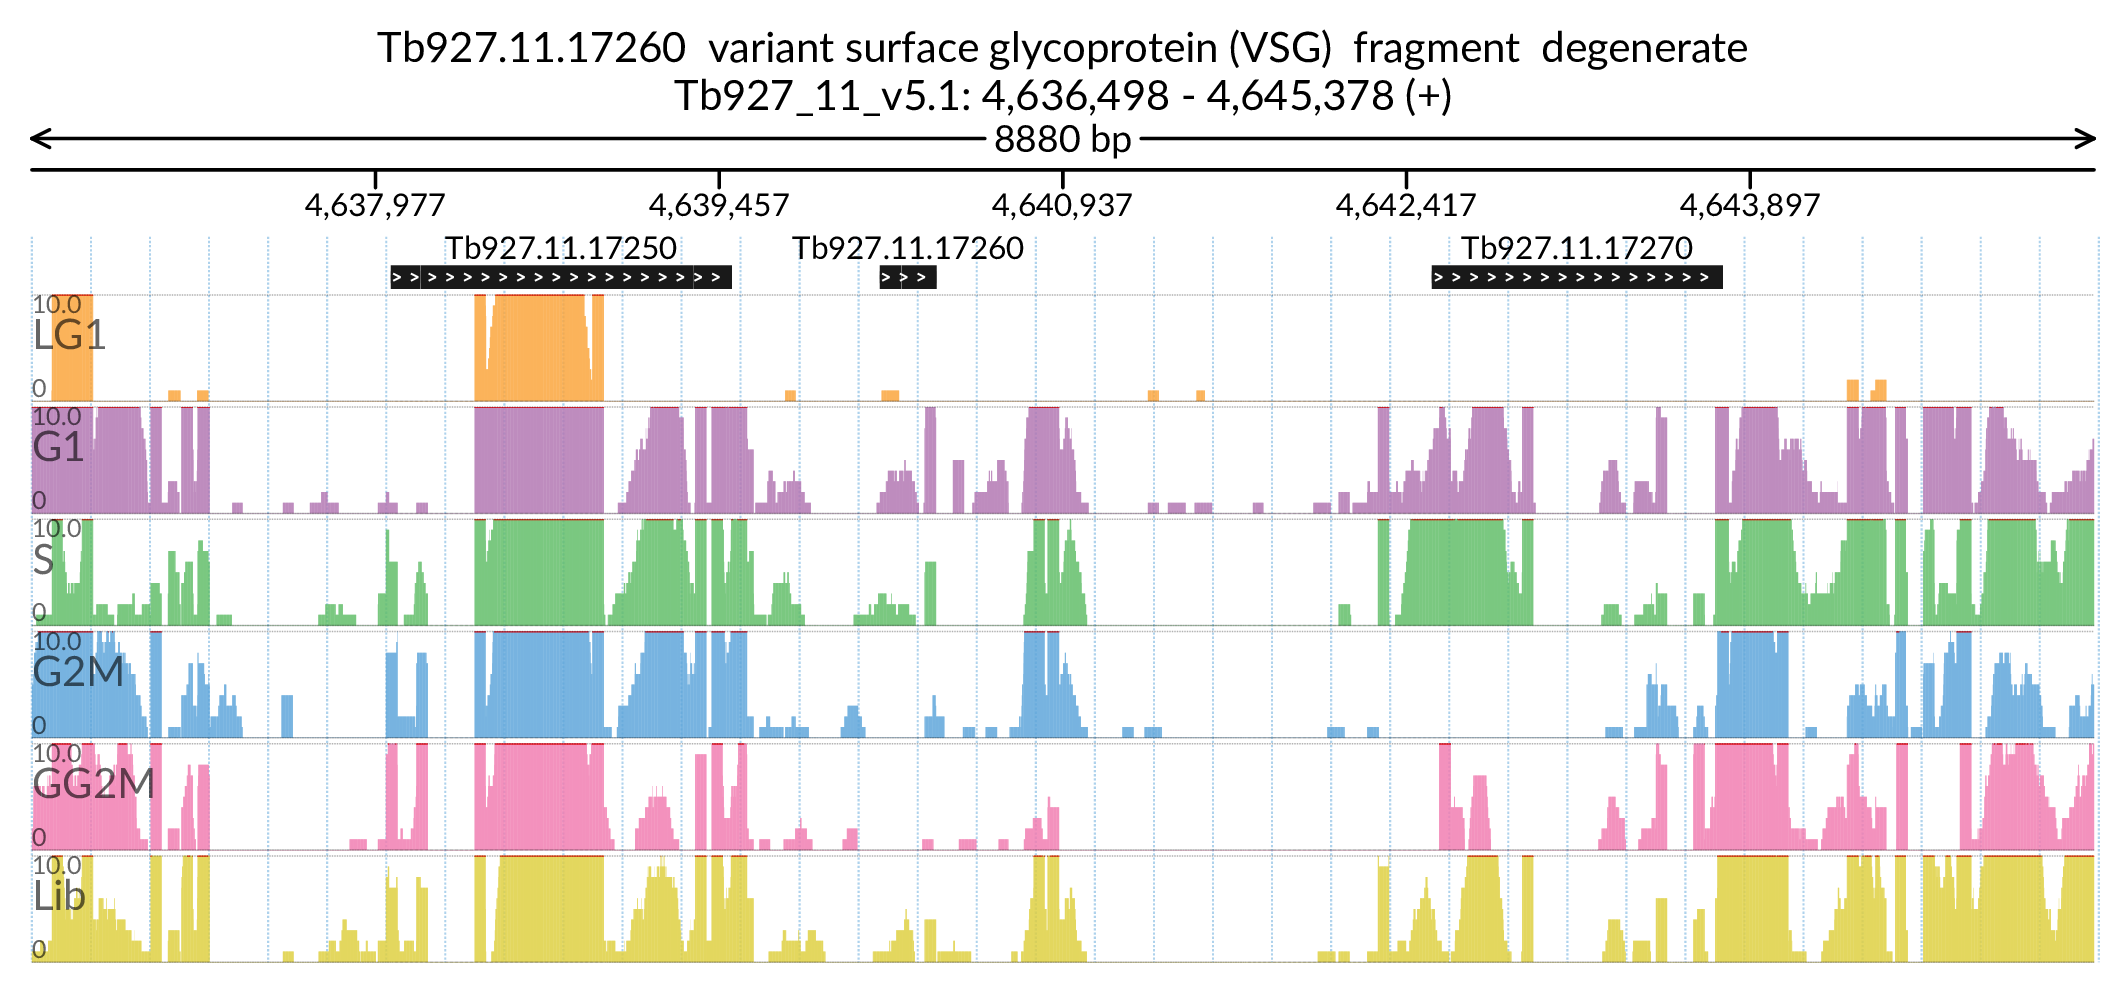 Tb927.11.17260 variant surface glycoprotein (VSG) fragment degenerate
Tb927_11_v5.1: 4,636,498 - 4,645,378 (+)
8880 bp
4,637,977 4,639,457 4,640,937 4,642,417 4,643,897
Tb927.11.17250 Tb927.11.17260 Tb927.11.17270
10.0
LG1
0
10.0
G1
0
10.0
S
0
10.0
G2M
0
10.0
GG2M
0
10.0
Lib
0